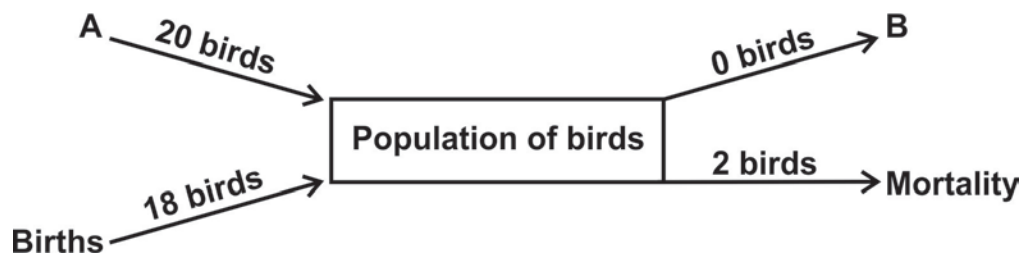 A
20 birds
0 birds
B
Population of birds
18 birds
2 birds
Mortality
Births